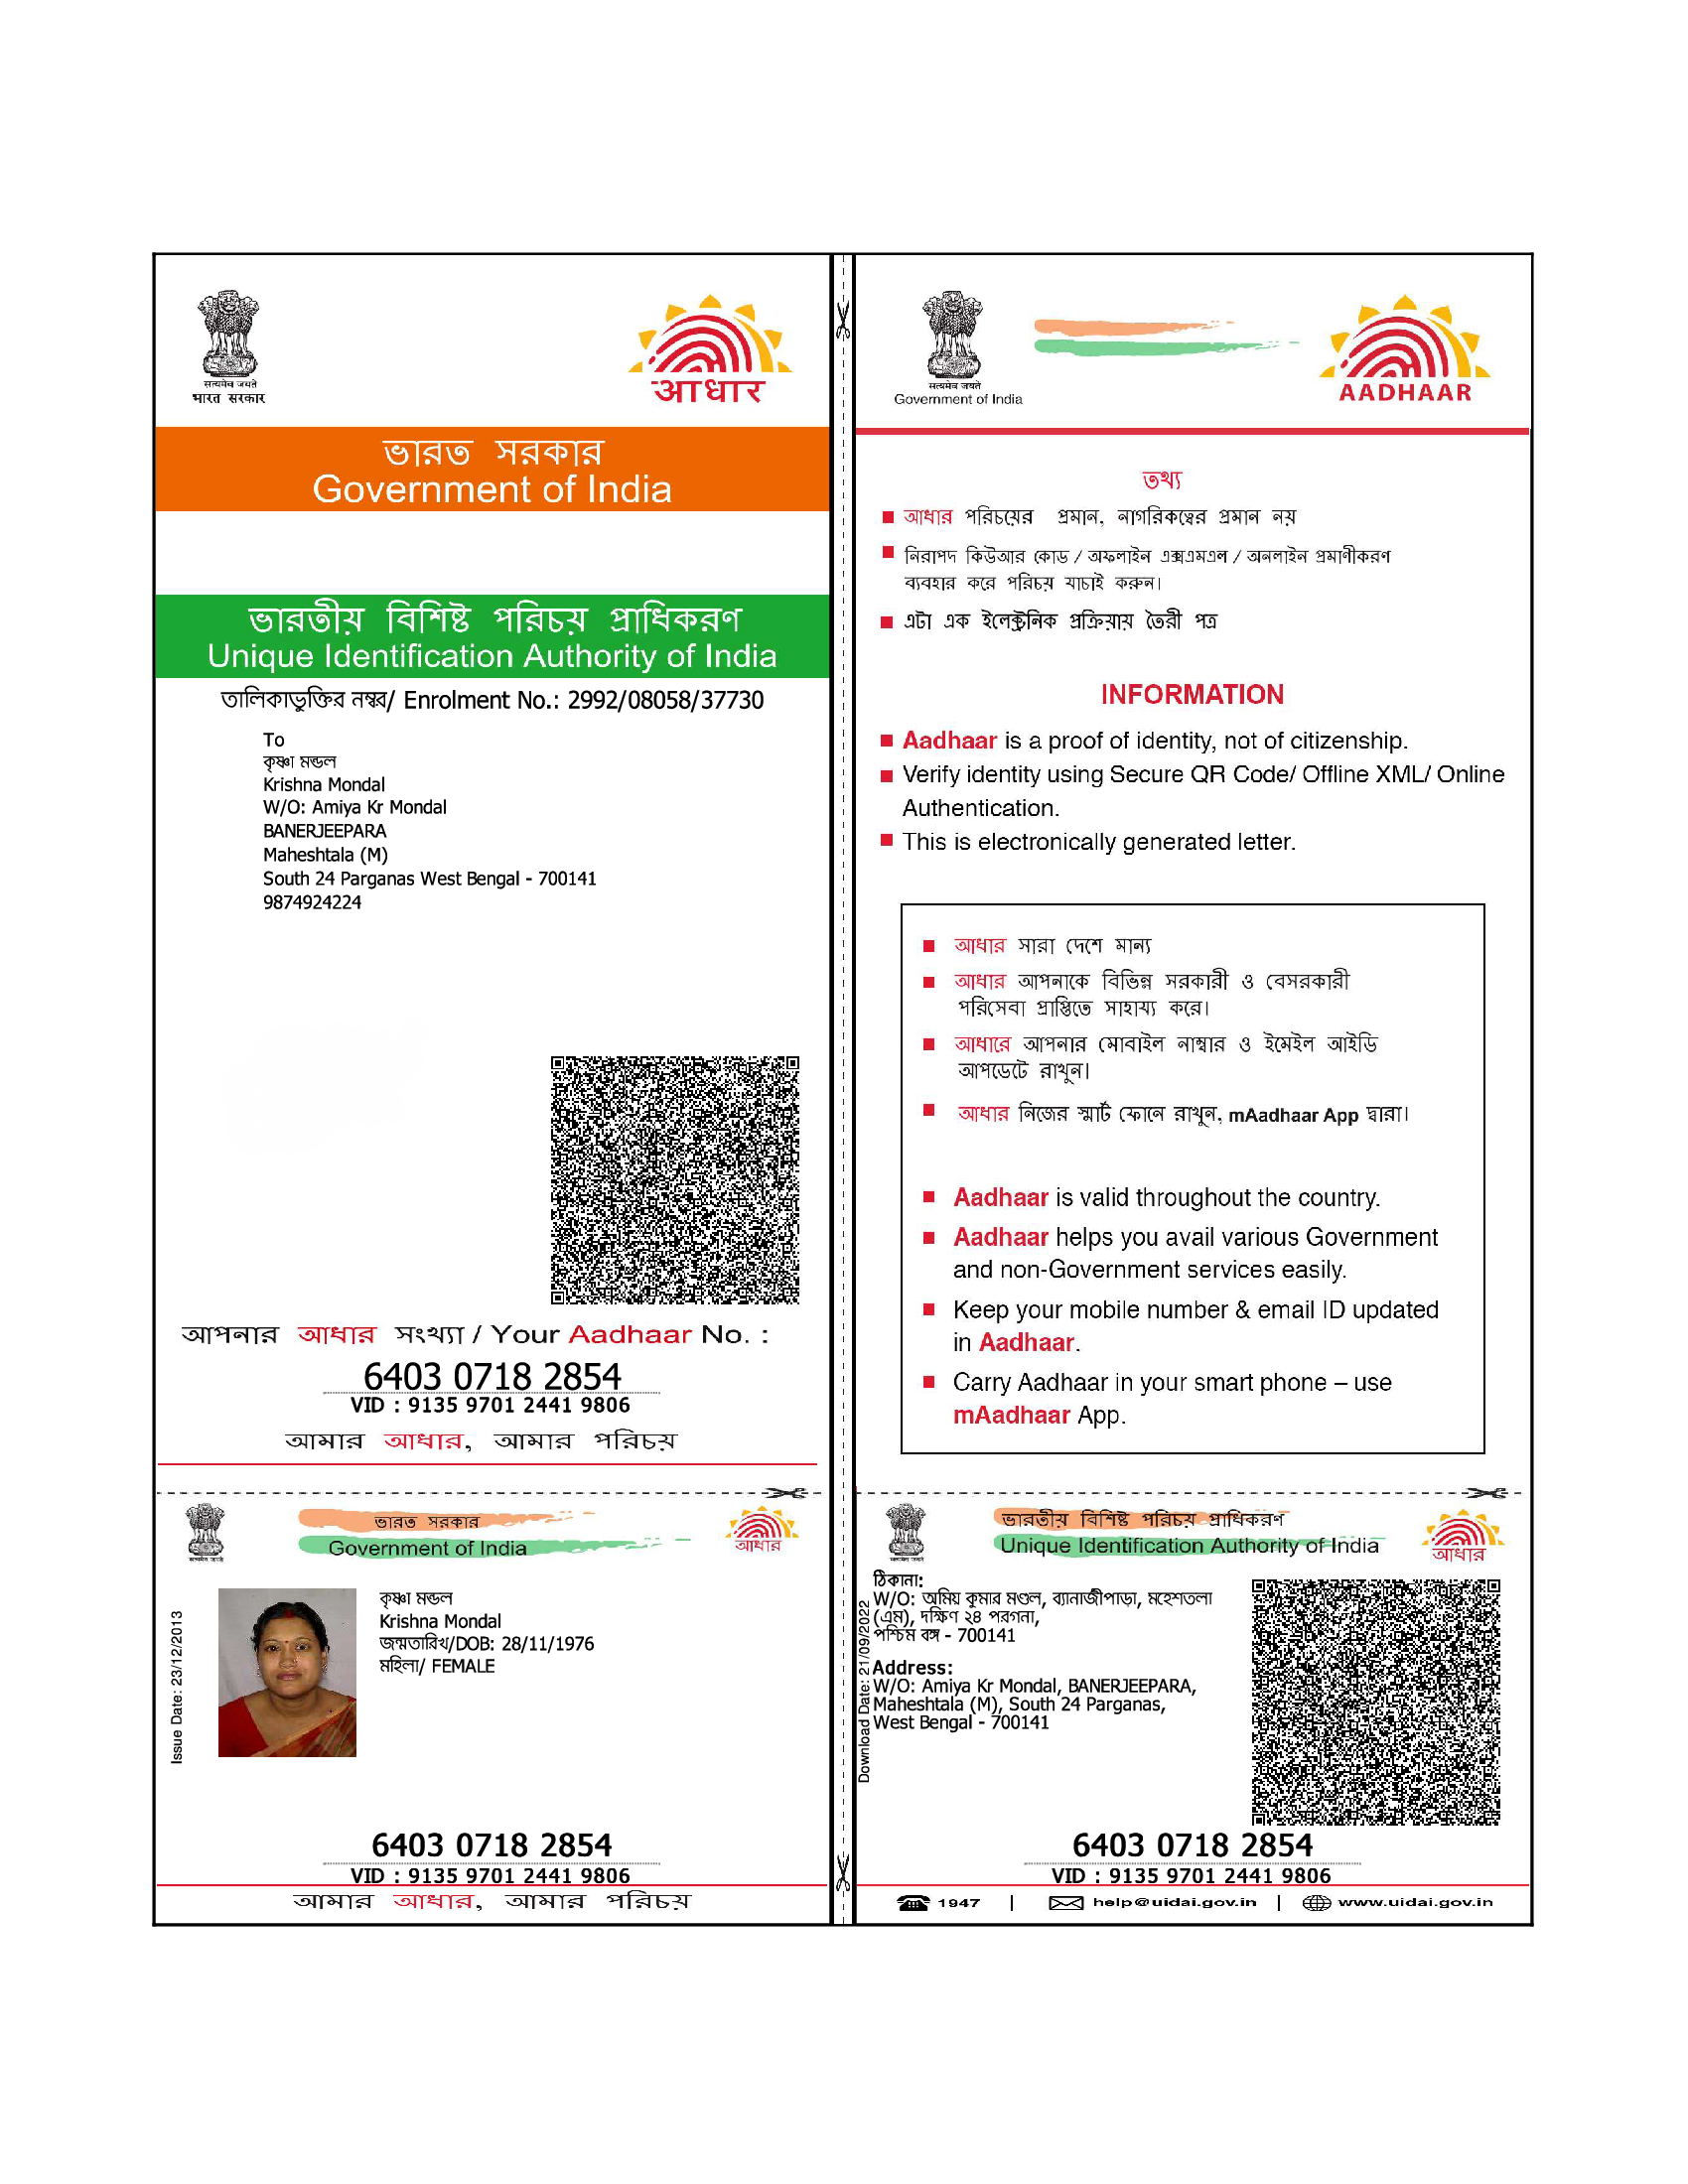 सत्यमेव जयते
भारत सरकार
आधार
ভারত সরকার
Government of India
ভারতীয় বিশিষ্ট পরিচয় প্রাধিকরণ
Unique Identification Authority of India
তালিকাভুক্তির নম্বর/ Enrolment No.: 2992/08058/37730
To
কৃষ্ণা মন্ডল
Krishna Mondal
W/O: Amiya Kr Mondal
BANERJEEPARA
Maheshtala (M)
South 24 Parganas West Bengal - 700141
9874924224
আপনার আধার সংখ্যা / Your Aadhaar No. :
6403 0718 2854
VID : 9135 9701 2441 9806
আমার আধার, আমার পরিচয়
सत्यमेव जयते
Government of India
AADHAAR
তথ্য
আধার পরিচয়ের প্রমান, নাগরিকত্বের প্রমান নয়
নিরাপদ কিউআর কোড / অফলাইন এক্সএমএল / অনলাইন প্রমাণীকরণ
ব্যবহার করে পরিচয় যাচাই করুন।
এটা এক ইলেক্ট্রনিক প্রক্রিয়ায় তৈরী পত্র
INFORMATION
Aadhaar is a proof of identity, not of citizenship.
Verify identity using Secure QR Code/ Offline XML/ Online
Authentication.
This is electronically generated letter.
আধার সারা দেশে মান্য
আধার আপনাকে বিভিন্ন সরকারী ও বেসরকারী
পরিসেবা প্রাপ্তিতে সাহায্য করে।
আধারে আপনার মোবাইল নাম্বার ও ইমেইল আইডি
আপডেটে রাখুন।
আধার নিজের স্মার্ট ফোনে রাখুন, mAadhaar App দ্বারা।
Aadhaar is valid throughout the country.
Aadhaar helps you avail various Government
and non-Government services easily.
Keep your mobile number & email ID updated
in Aadhaar.
Carry Aadhaar in your smart phone – use
mAadhaar App.
ভারত সরকার
Government of India
আধার
Issue Date: 23/12/2013
কৃষ্ণা মন্ডল
Krishna Mondal
জন্মতারিখ/DOB: 28/11/1976
মহিলা/ FEMALE
6403 0718 2854
VID : 9135 9701 2441 9806
আমার আধার, আমার পরিচয়
ভারতীয় বিশিষ্ট পরিচয় প্রাধিকরণ
Unique Identification Authority of India
আধার
Download Date: 21/09/2022
ঠিকানা:
W/O: অমিয় কুমার মণ্ডল, ব্যানার্জীপাড়া, মহেশতলা
(এম), দক্ষিণ ২৪ পরগনা,
পশ্চিম বঙ্গ - 700141
Address:
W/O: Amiya Kr Mondal, BANERJEEPARA,
Maheshtala (M), South 24 Parganas,
West Bengal - 700141
6403 0718 2854
VID : 9135 9701 2441 9806
1947 | help@uidai.gov.in | www.uidai.gov.in